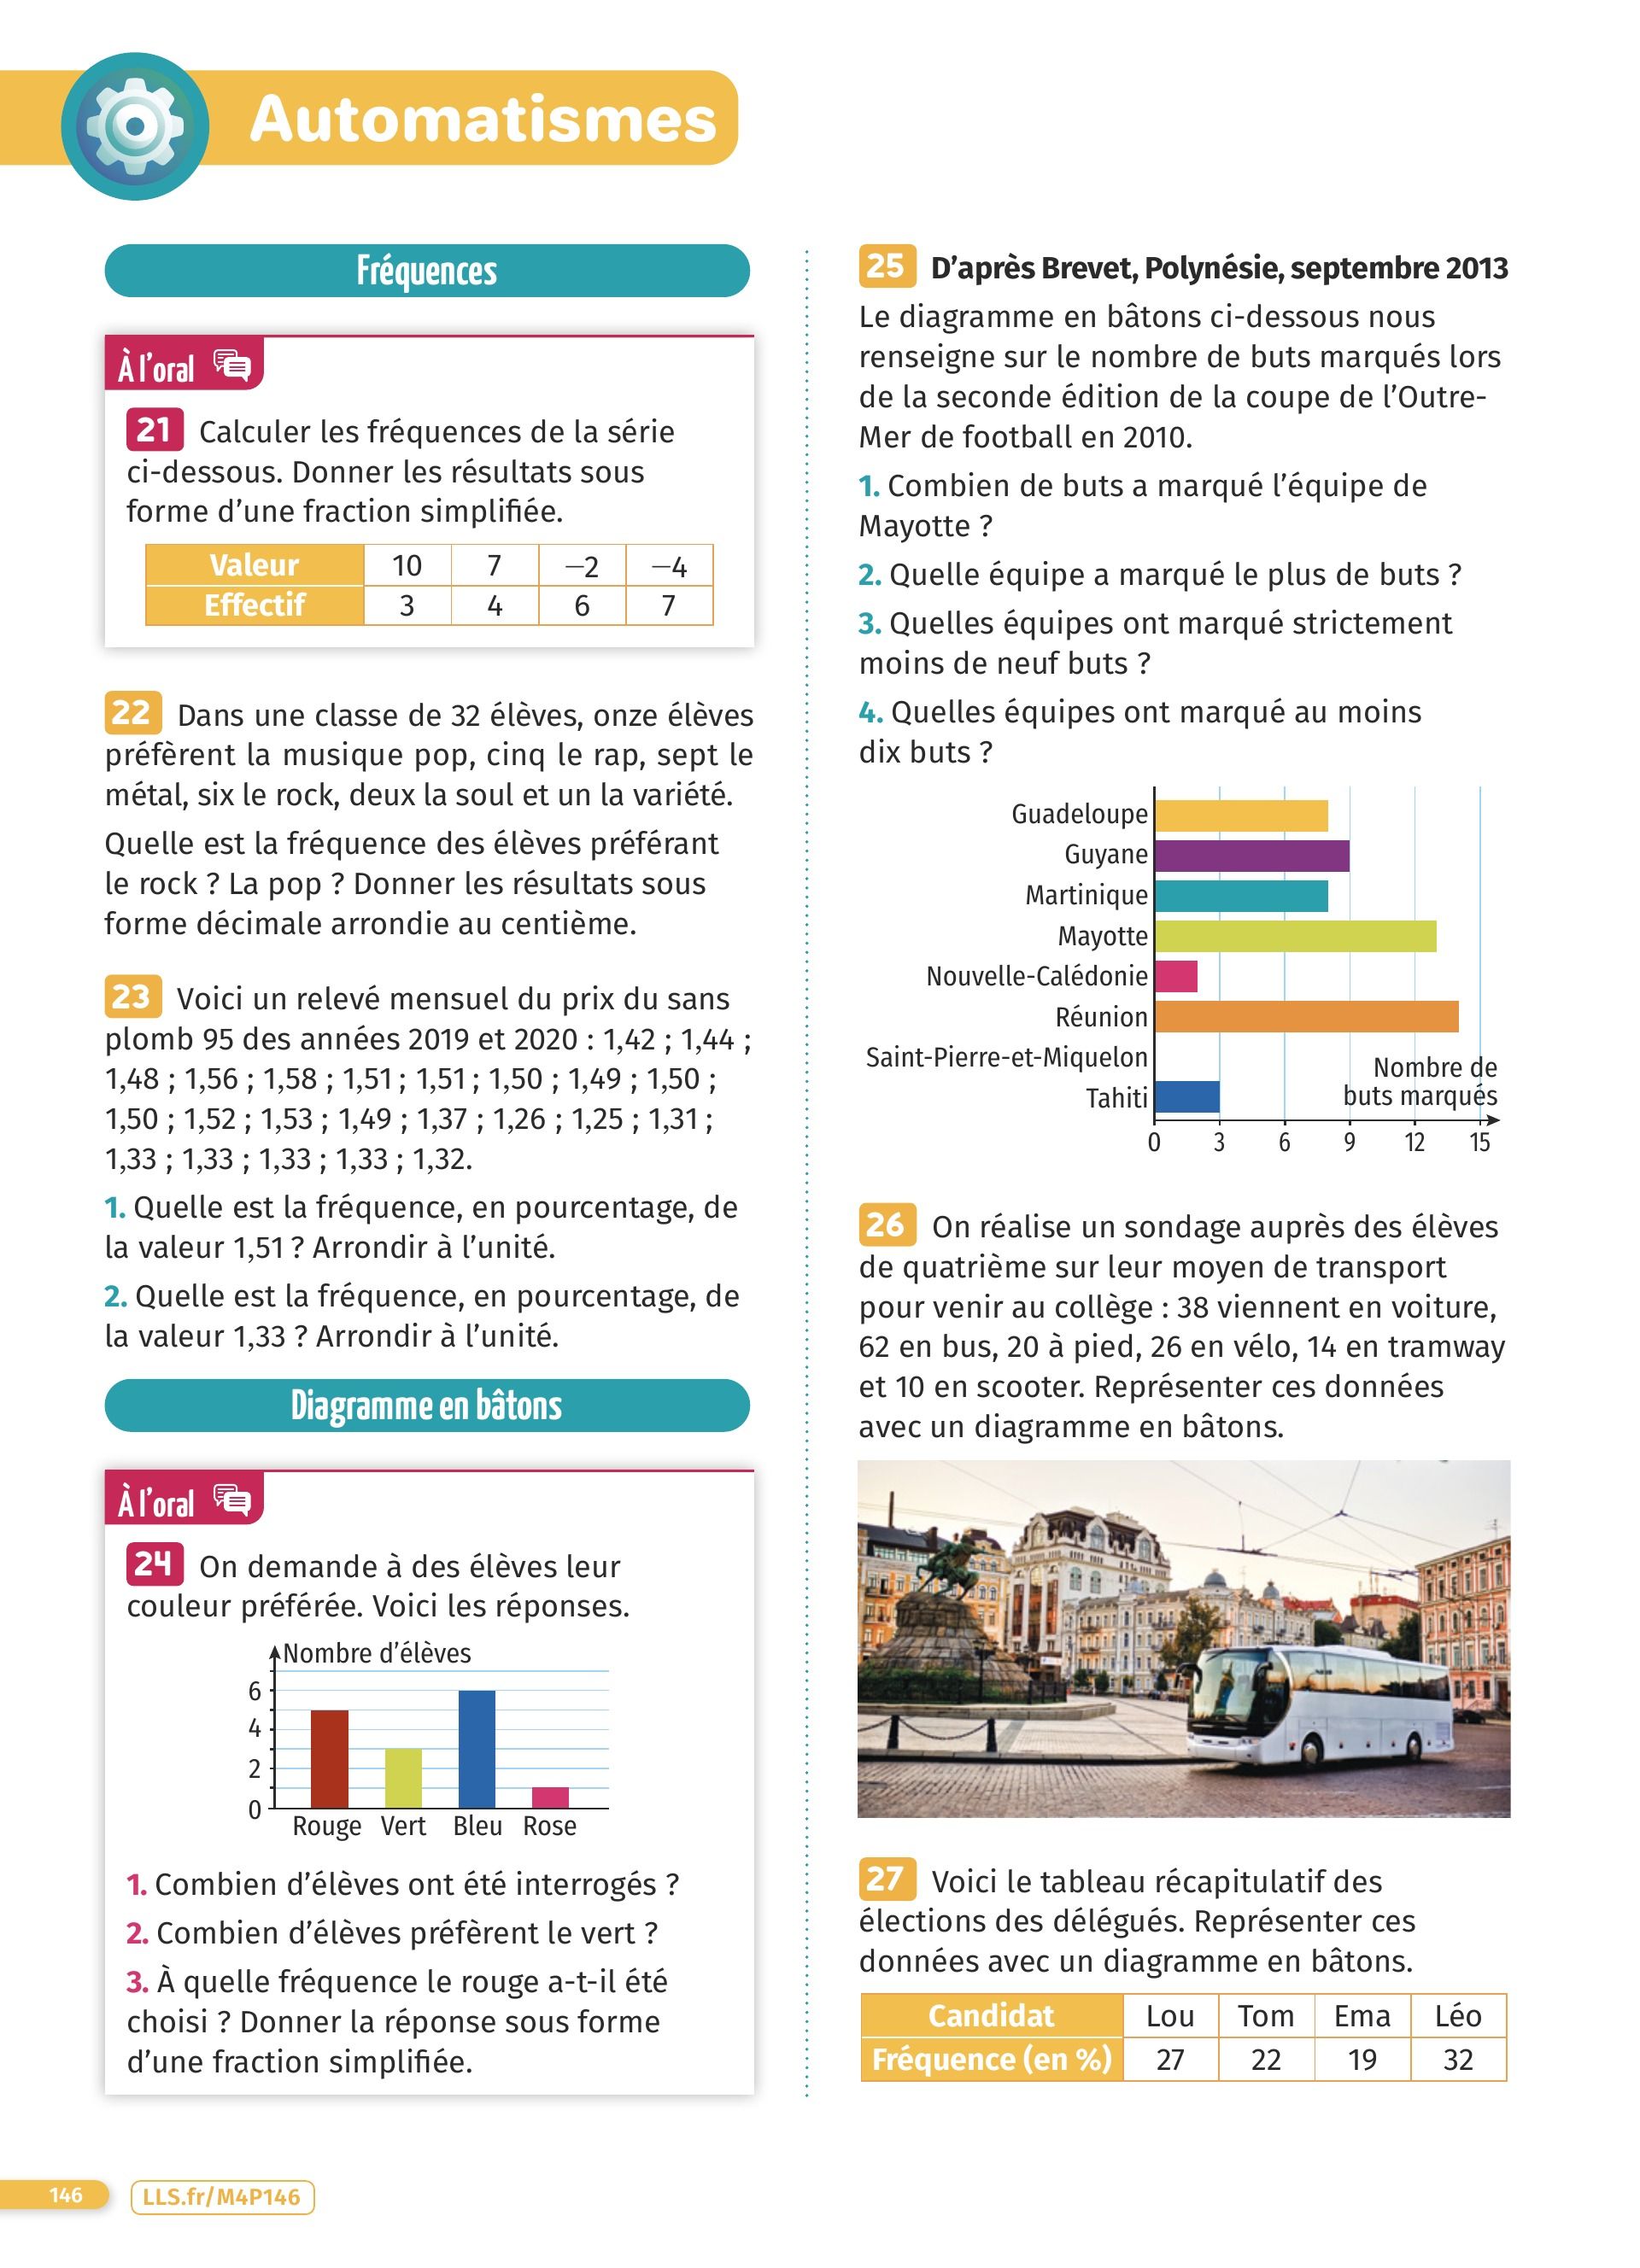 Automatismes
Fréquences
À l'oral
21 Calculer les fréquences de la série
ci-dessous. Donner les résultats sous
forme d'une fraction simplifiée.
Valeur 10 7 −2 −4
Effectif 3 4 6 7
22 Dans une classe de 32 élèves, onze élèves
préfèrent la musique pop, cinq le rap, sept le
métal, six le rock, deux la soul et un la variété.
Quelle est la fréquence des élèves préférant
le rock ? La pop ? Donner les résultats sous
forme décimale arrondie au centième.
23 Voici un relevé mensuel du prix du sans
plomb 95 des années 2019 et 2020 : 1,42 ; 1,44 ;
1,48 ; 1,56 ; 1,58 ; 1,51 ; 1,51 ; 1,50 ; 1,49 ; 1,50 ;
1,50 ; 1,52 ; 1,53 ; 1,49 ; 1,37 ; 1,26 ; 1,25 ; 1,31 ;
1,33 ; 1,33 ; 1,33 ; 1,33 ; 1,32.
1. Quelle est la fréquence, en pourcentage, de
la valeur 1,51 ? Arrondir à l'unité.
2. Quelle est la fréquence, en pourcentage, de
la valeur 1,33 ? Arrondir à l'unité.
Diagramme en bâtons
À l'oral
24 On demande à des élèves leur
couleur préférée. Voici les réponses.
Nombre d'élèves
6
4
2
0
Rouge Vert Bleu Rose
1. Combien d'élèves ont été interrogés ?
2. Combien d'élèves préfèrent le vert ?
3. À quelle fréquence le rouge a-t-il été
choisi ? Donner la réponse sous forme
d'une fraction simplifiée.
25 D'après Brevet, Polynésie, septembre 2013
Le diagramme en bâtons ci-dessous nous
renseigne sur le nombre de buts marqués lors
de la seconde édition de la coupe de l'Outre-
Mer de football en 2010.
1. Combien de buts a marqué l'équipe de
Mayotte ?
2. Quelle équipe a marqué le plus de buts ?
3. Quelles équipes ont marqué strictement
moins de neuf buts ?
4. Quelles équipes ont marqué au moins
dix buts ?
Guadeloupe
Guyane
Martinique
Mayotte
Nouvelle-Calédonie
Réunion
Saint-Pierre-et-Miquelon
Tahiti
Nombre de
buts marqués
0 3 6 9 12 15
26 On réalise un sondage auprès des élèves
de quatrième sur leur moyen de transport
pour venir au collège : 38 viennent en voiture,
62 en bus, 20 à pied, 26 en vélo, 14 en tramway
et 10 en scooter. Représenter ces données
avec un diagramme en bâtons.
27 Voici le tableau récapitulatif des
élections des délégués. Représenter ces
données avec un diagramme en bâtons.
Candidat Lou Tom Ema Léo
Fréquence (en %) 27 22 19 32
146 LLS.fr/M4P146